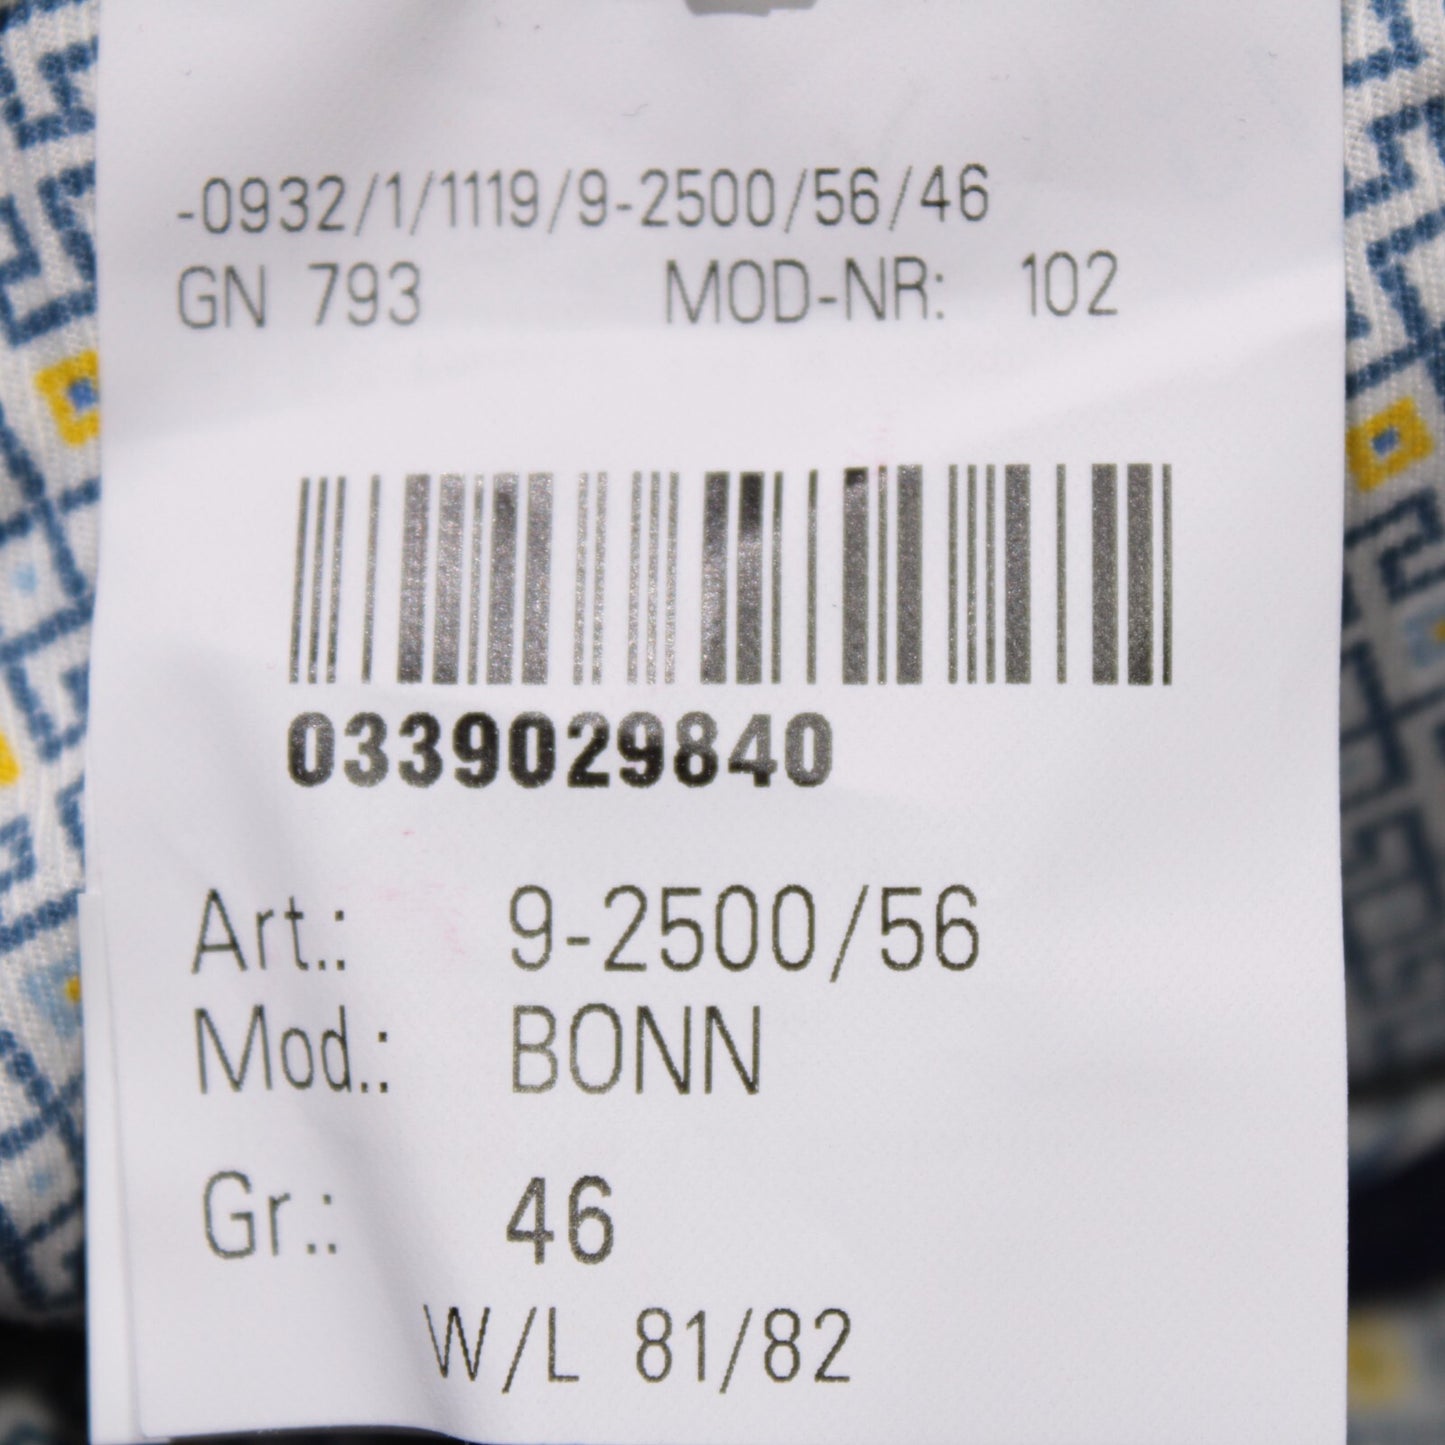 -0932/1/1119/9-2500/56/46
GN 793 MOD-NR: 102
0339029840
Art.: 9-2500/56
Mod.: BONN
Gr.: 46
W/L 81/82